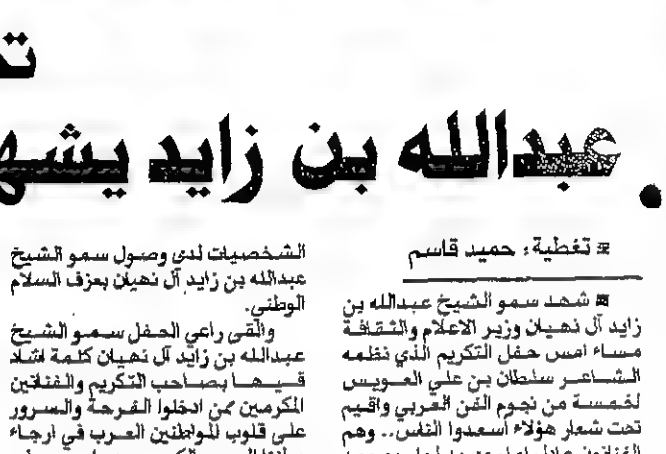 عبدالله بن زايد يشه
تغطية، حميد قاسم
شهد سمو الشيخ عبدالله بن
زايد آل نهيان وزير الاعلام والثقافة
مساء امس حفل التكريم الذي نظمه
الشاعر سلطان بن علي العويس
لخمسة من نجوم الفن العربي واقيم
تحت شعار هؤلاء أسعدوا الناس.. وهم
الشخصيات لدى وصول سمو الشيخ
عبدالله بن زايد آل نهيان بعزف السلام
الوطني.
والقى راعي الحفل سمو الشيخ
عبدالله بن زايد آل نهيان كلمة اشاد
فيها بصاحب التكريم والفنانين
المكرمين ممن ادخلوا الفرحة والسرور
على قلوب المواطنين العرب في ارجاء